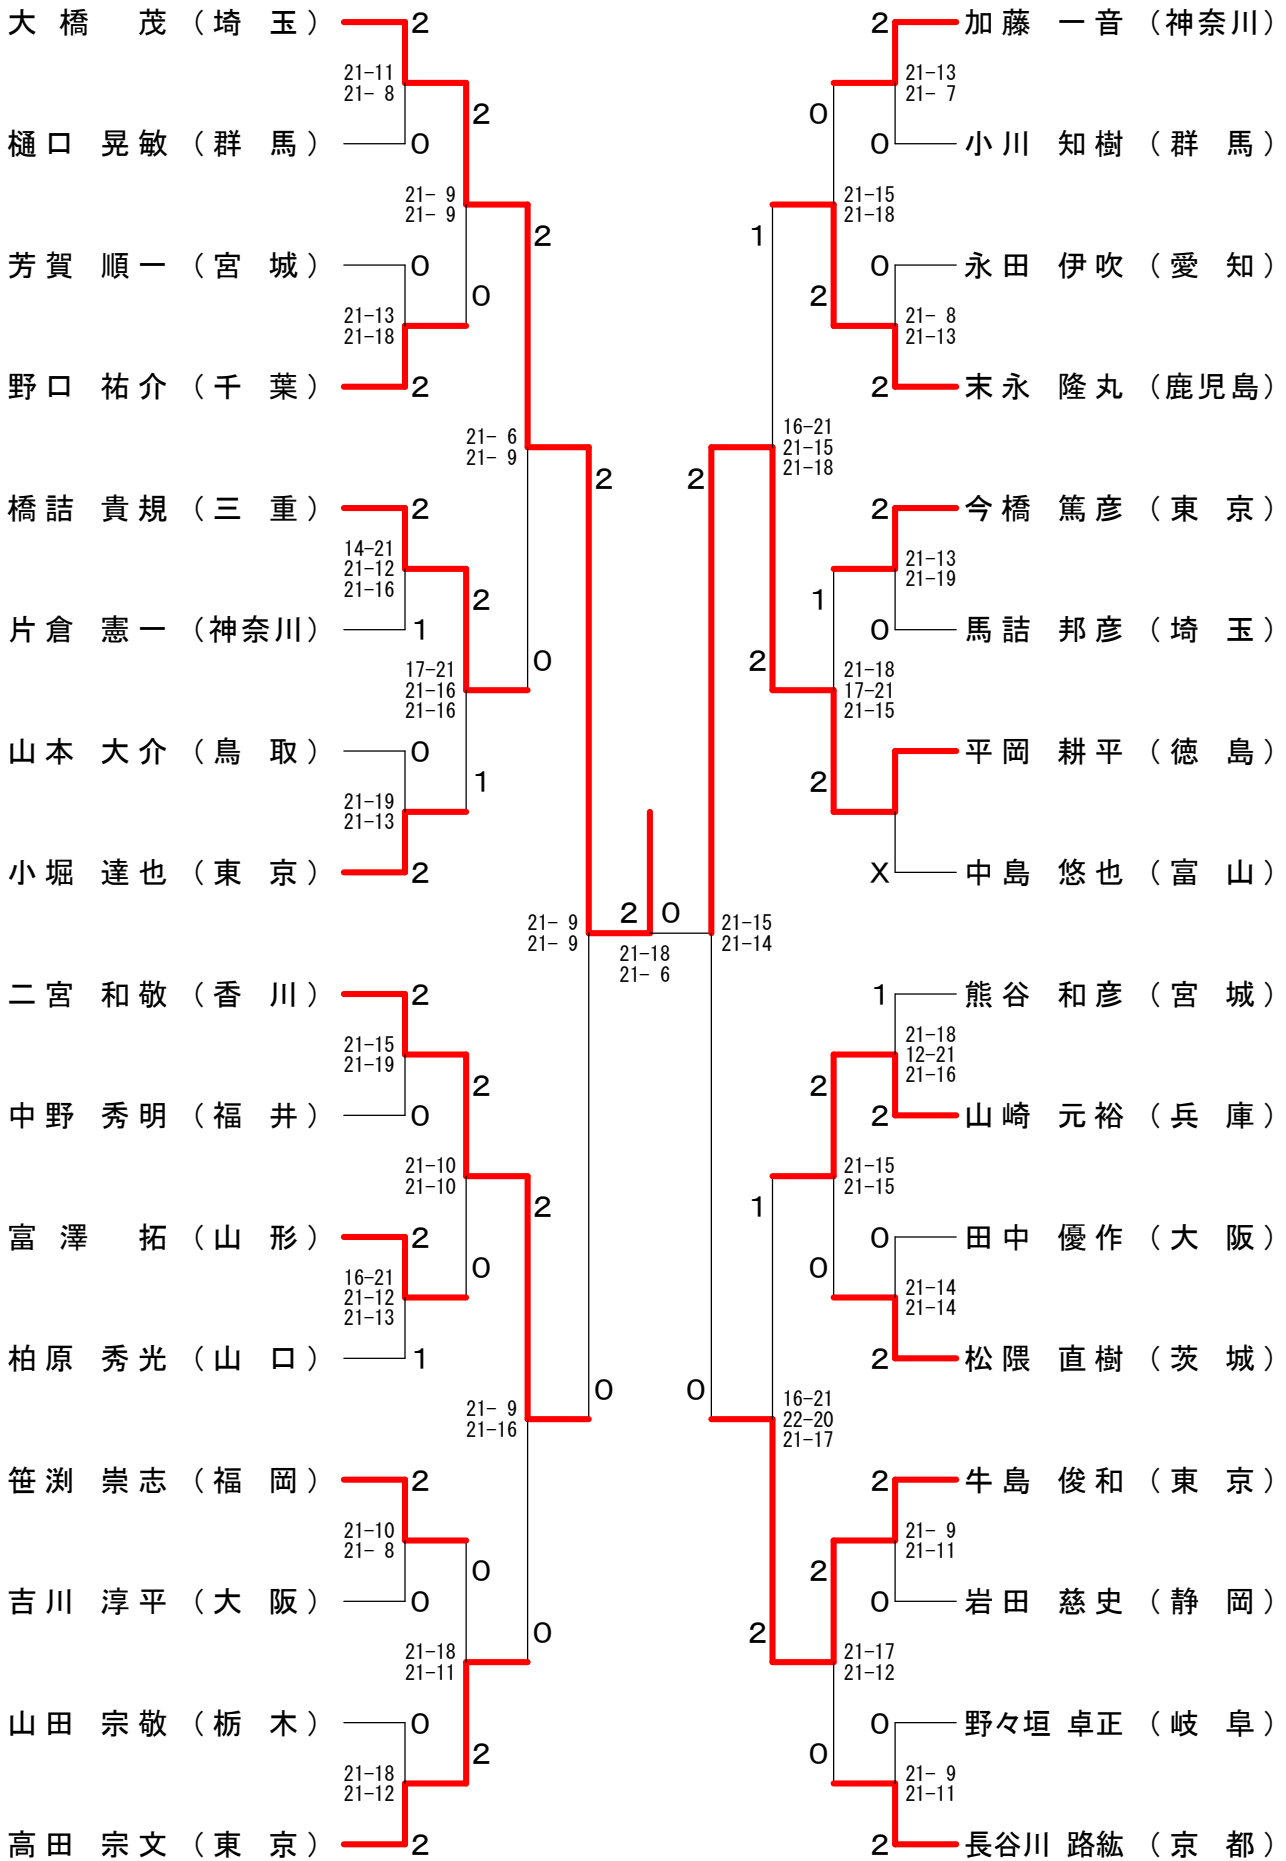 大橋　茂（埼　玉） 2 2 加藤　一音（神奈川）
21-11 21-13
21- 8 21- 7
2 0
樋口　晃敏（群　馬） 0 0 小川　知樹（群　馬）
21- 9 21-15
21- 9 21-18
2 1
芳賀　順一（宮　城） 0 0 永田　伊吹（愛　知）
0 2
21-13 21- 8
21-18 21-13
野口　祐介（千　葉） 2 2 末永　隆丸（鹿児島）
21- 6 16-21
21- 9 21-15
21-18
2 2
橋詰　貴規（三　重） 2 2 今橋　篤彦（東　京）
14-21 21-13
21-12 21-19
21-16
2 1
片倉　憲一（神奈川） 1 0 馬詰　邦彦（埼　玉）
0 2
17-21 21-18
21-16 17-21
21-16 21-15
山本　大介（鳥　取） 0 平岡　耕平（徳　島）
1 2
21-19
21-13
小堀　達也（東　京） 2 X 中島　悠也（富　山）
2 0
21- 9 21-15
21- 9 21-14
21-18
21- 6
二宮　和敬（香　川） 2 1 熊谷　和彦（宮　城）
21-15 21-18
21-19 12-21
21-16
2 2
中野　秀明（福　井） 0 2 山崎　元裕（兵　庫）
21-10 21-15
21-10 21-15
2 1
富澤　拓（山　形） 2 0 田中　優作（大　阪）
0 0
16-21 21-14
21-12 21-14
21-13
柏原　秀光（山　口） 1 2 松隈　直樹（茨　城）
0 0
21- 9 16-21
21-16 22-20
21-17
笹渕　崇志（福　岡） 2 2 牛島　俊和（東　京）
21-10 21- 9
21- 8 21-11
0 2
吉川　淳平（大　阪） 0 0 岩田　慈史（静　岡）
0 2
21-18 21-17
21-11 21-12
山田　宗敬（栃　木） 0 0 野々垣 卓正（岐　阜）
2 0
21-18 21- 9
21-12 21-11
高田　宗文（東　京） 2 2 長谷川 路紘（京　都）